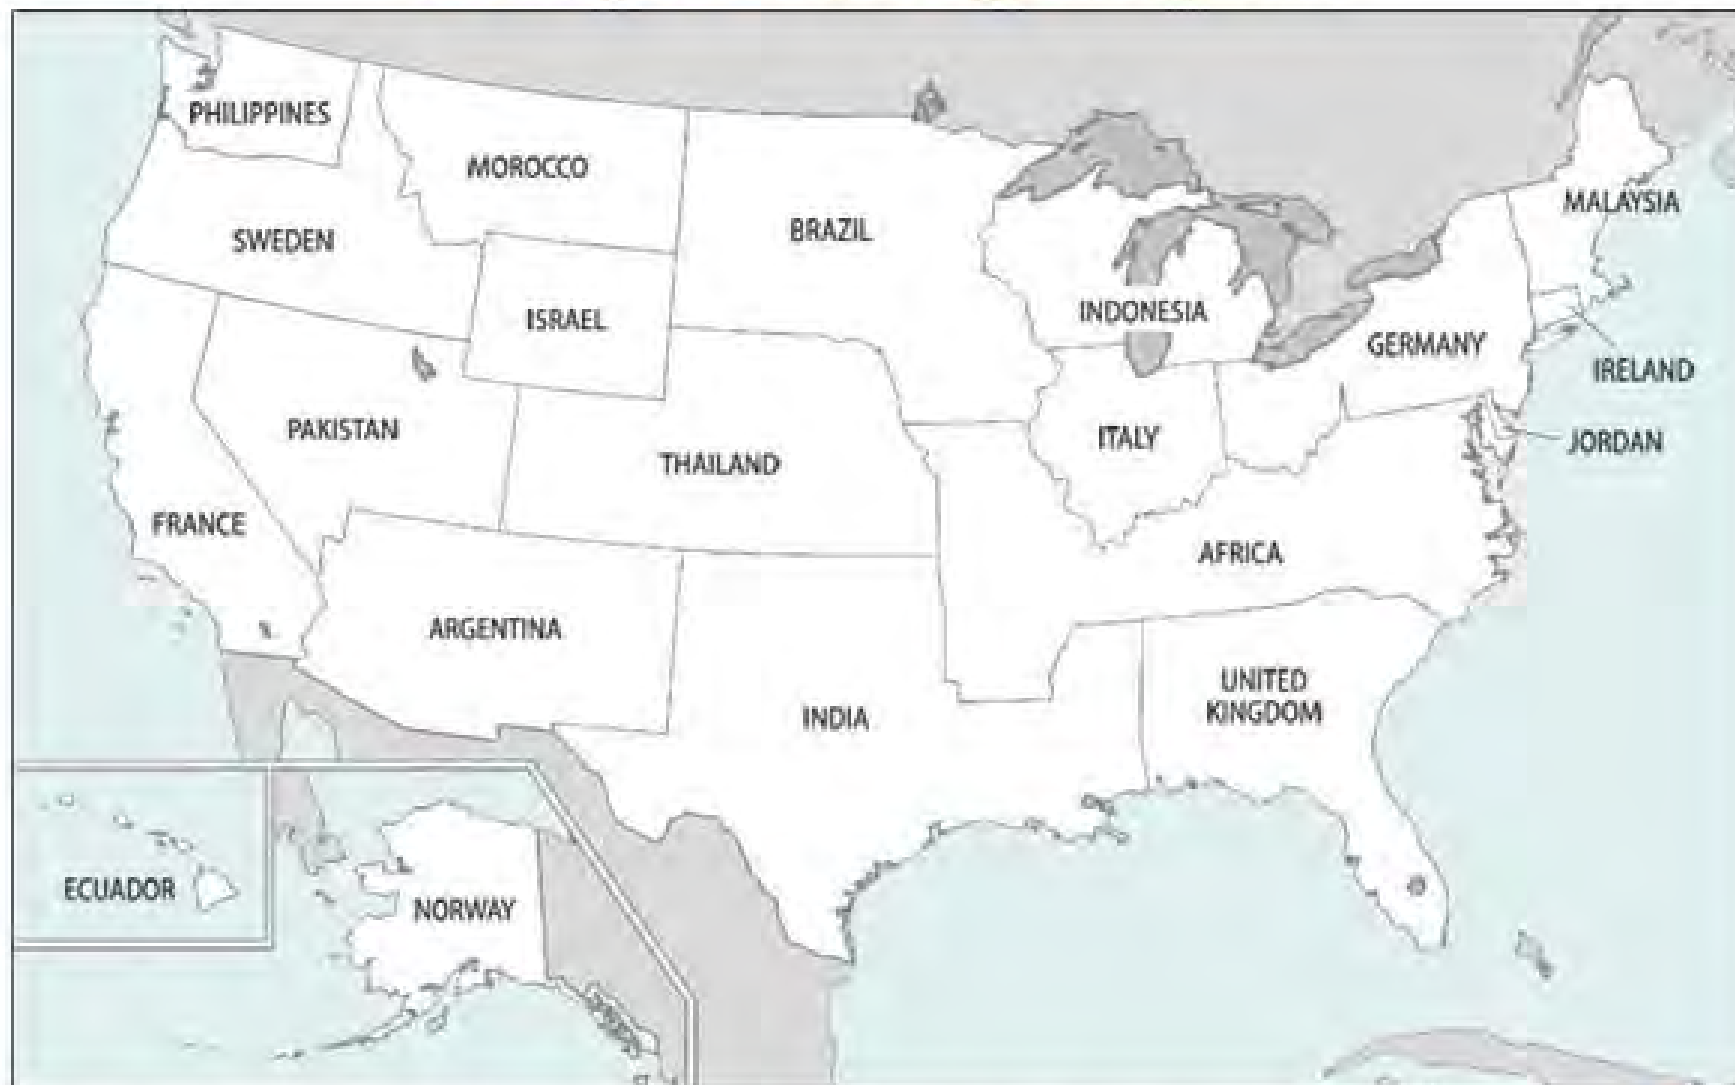 PHILIPPINES
MOROCCO
BRAZIL
MALAYSIA
SWEDEN
ISRAEL
INDONESIA
GERMANY
IRELAND
PAKISTAN
THAILAND
ITALY
JORDAN
FRANCE
AFRICA
ARGENTINA
UNITED
KINGDOM
INDIA
ECUADOR
NORWAY